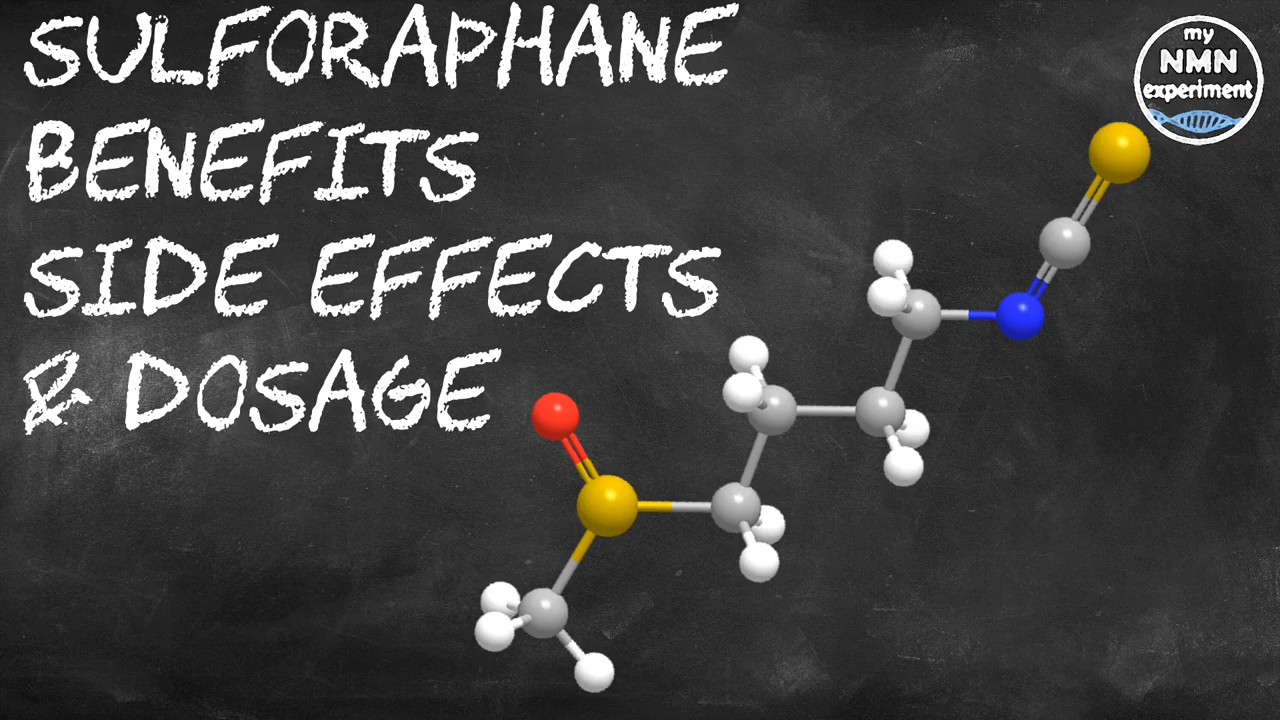 SULFORAPHANE
BENEFITS
SIDE EFFECTS
& DOSAGE
my
NMN
experiment